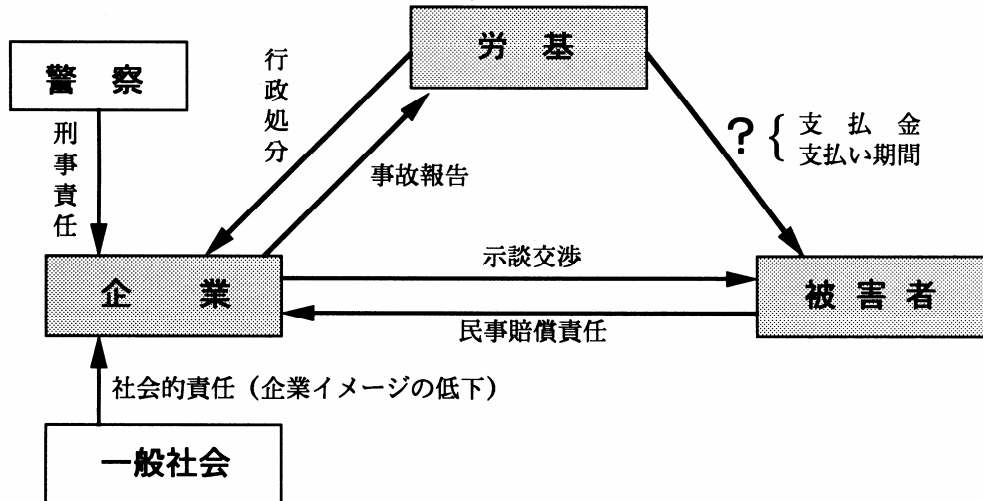 労 基
警 察
行政処分
刑事責任
?{ 支 払 金
支払い期間
事故報告
示談交渉
企 業
被 害 者
民事賠償責任
社会的責任(企業イメージの低下)
一般社会